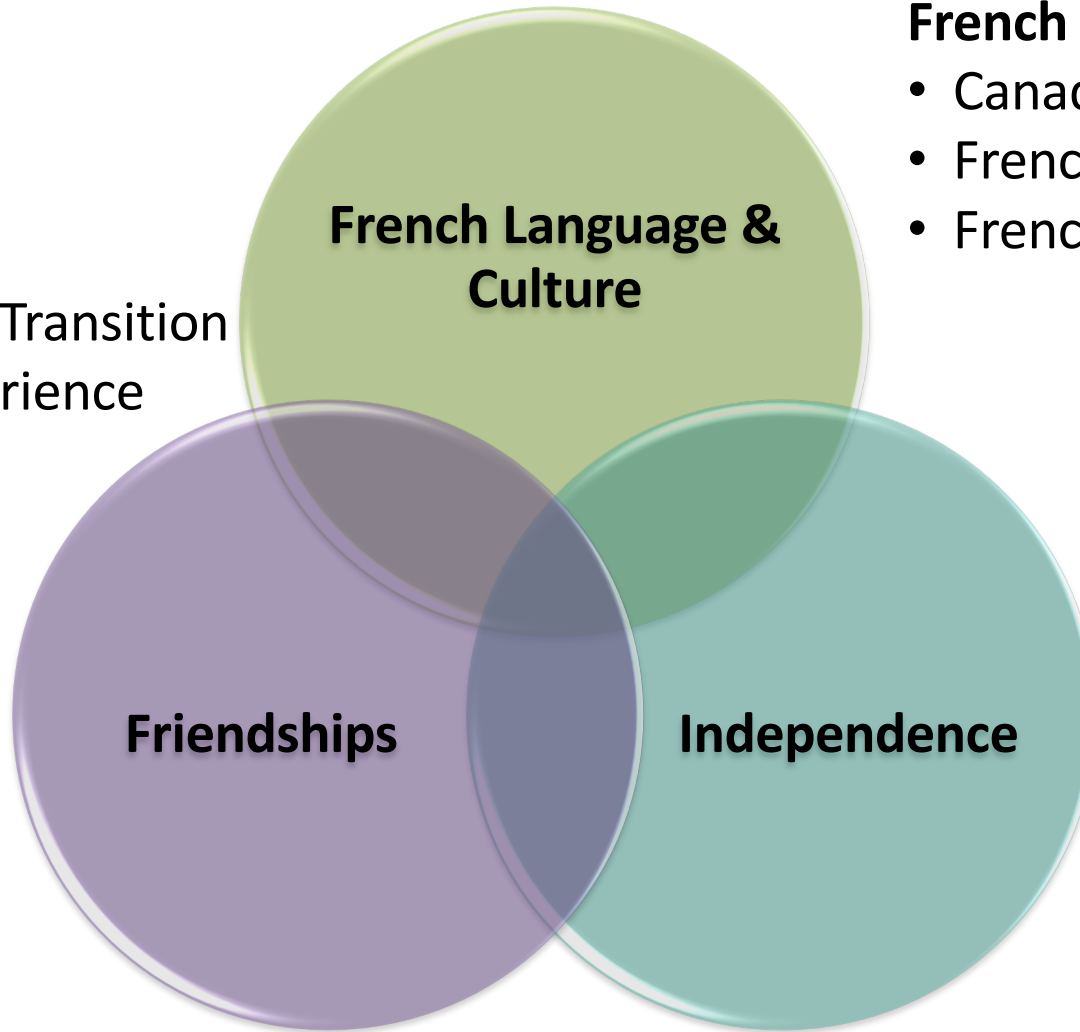 French
• Canad
• Frenc
• Frenc
French Language &
Culture
Transition
rience
Friendships
Independence